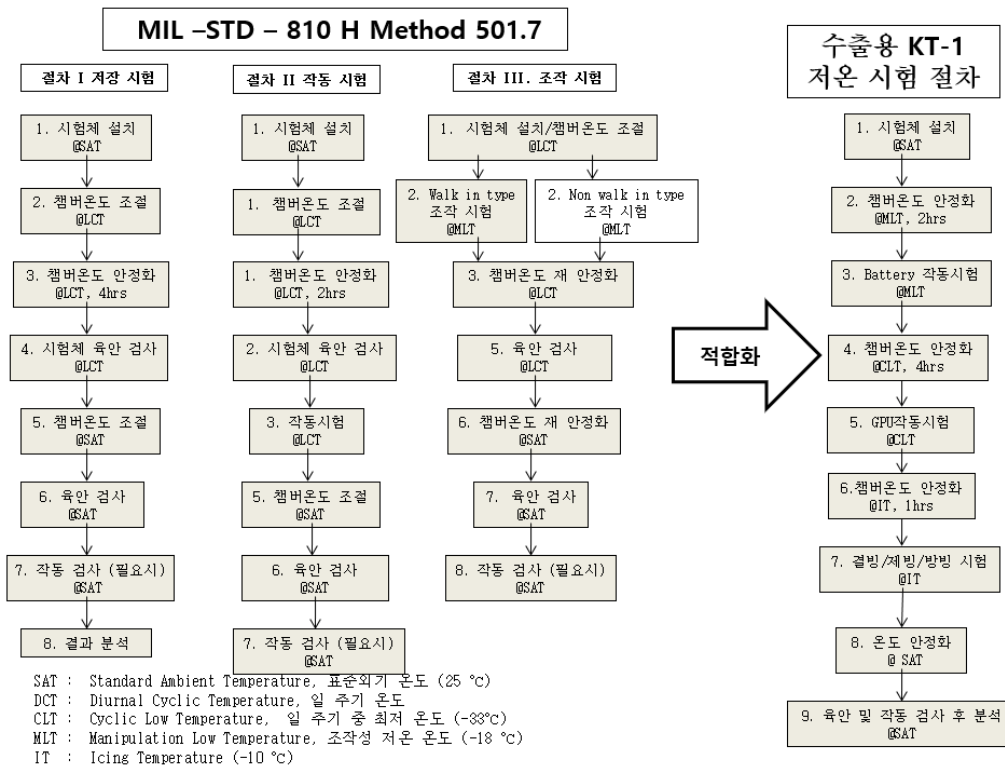 MIL –STD – 810 H Method 501.7
절차 I 저장 시험
1. 시험체 설치
@SAT
2. 챔버온도 조절
@LCT
3. 챔버온도 안정화
@LCT, 4hrs
4. 시험체 육안 검사
@LCT
5. 챔버온도 조절
@SAT
6. 육안 검사
@SAT
7. 작동 검사 (필요시)
@SAT
8. 결과 분석
절차 II 작동 시험
1. 시험체 설치
@SAT
1. 챔버온도 조절
@LCT
1. 챔버온도 안정화
@LCT, 2hrs
2. 시험체 육안 검사
@LCT
3. 작동시험
@LCT
5. 챔버온도 조절
@SAT
6. 육안 검사
@SAT
7. 작동 검사 (필요시)
@SAT
절차 III. 조작 시험
1. 시험체 설치/챔버온도 조절
@LCT
2. Walk in type
조작 시험
@MLT
2. Non walk in type
조작 시험
@MLT
3. 챔버온도 재 안정화
@LCT
5. 육안 검사
@LCT
6. 챔버온도 재 안정화
@SAT
7. 육안 검사
@SAT
8. 작동 검사 (필요시)
@SAT
적합화
수출용 KT-1
저온 시험 절차
1. 시험체 설치
@SAT
2. 챔버온도 안정화
@MLT, 2hrs
3. Battery 작동시험
@MLT
4. 챔버온도 안정화
@CLT, 4hrs
5. GPU작동시험
@CLT
6.챔버온도 안정화
@IT, 1hrs
7. 결빙/제빙/방빙 시험
@IT
8. 온도 안정화
@ SAT
9. 육안 및 작동 검사 후 분석
@SAT
SAT : Standard Ambient Temperature, 표준외기 온도 (25 ℃)
DCT : Diurnal Cyclic Temperature, 일 주기 온도
CLT : Cyclic Low Temperature, 일 주기 중 최저 온도 (-33℃)
MLT : Manipulation Low Temperature, 조작성 저온 온도 (-18 ℃)
IT : Icing Temperature (-10 ℃)